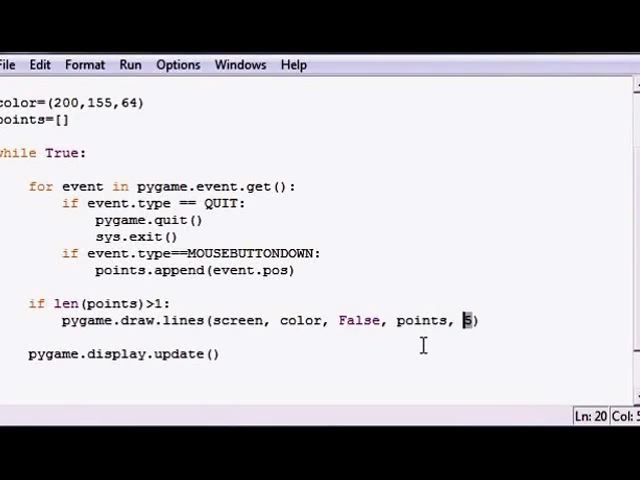 File Edit Format Run Options Windows Help
color=(200,155,64)
points=[]
while True:
for event in pygame.event.get():
if event.type == QUIT:
pygame.quit()
sys.exit()
if event.type==MOUSEBUTTONDOWN:
points.append(event.pos)
if len(points)>1:
pygame.draw.lines(screen, color, False, points, 5)
pygame.display.update()
Ln: 20 Col: 5